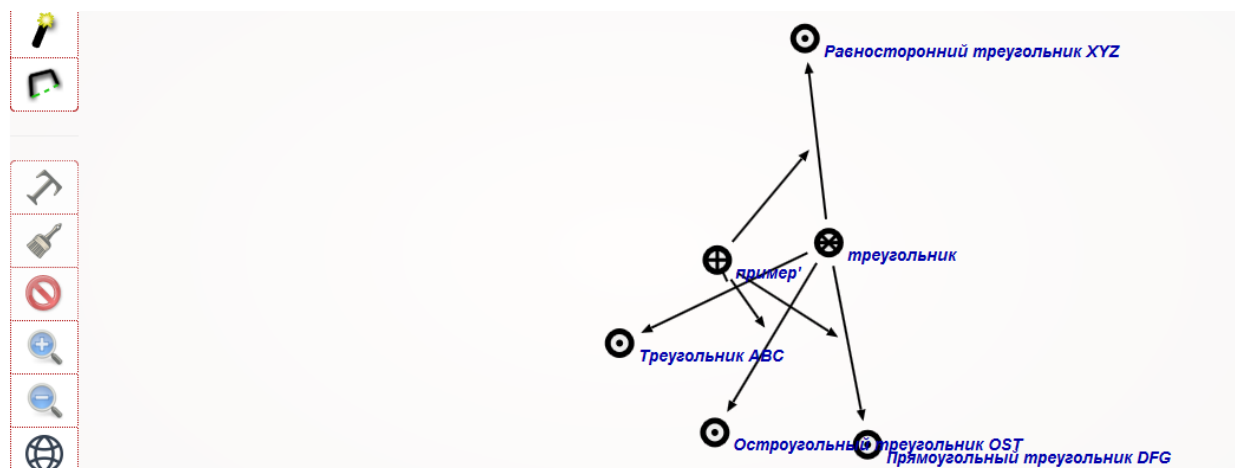 Равносторонний треугольник XYZ
треугольник
пример'
Треугольник ABC
Остроугольный треугольник OST
Прямоугольный треугольник DFG